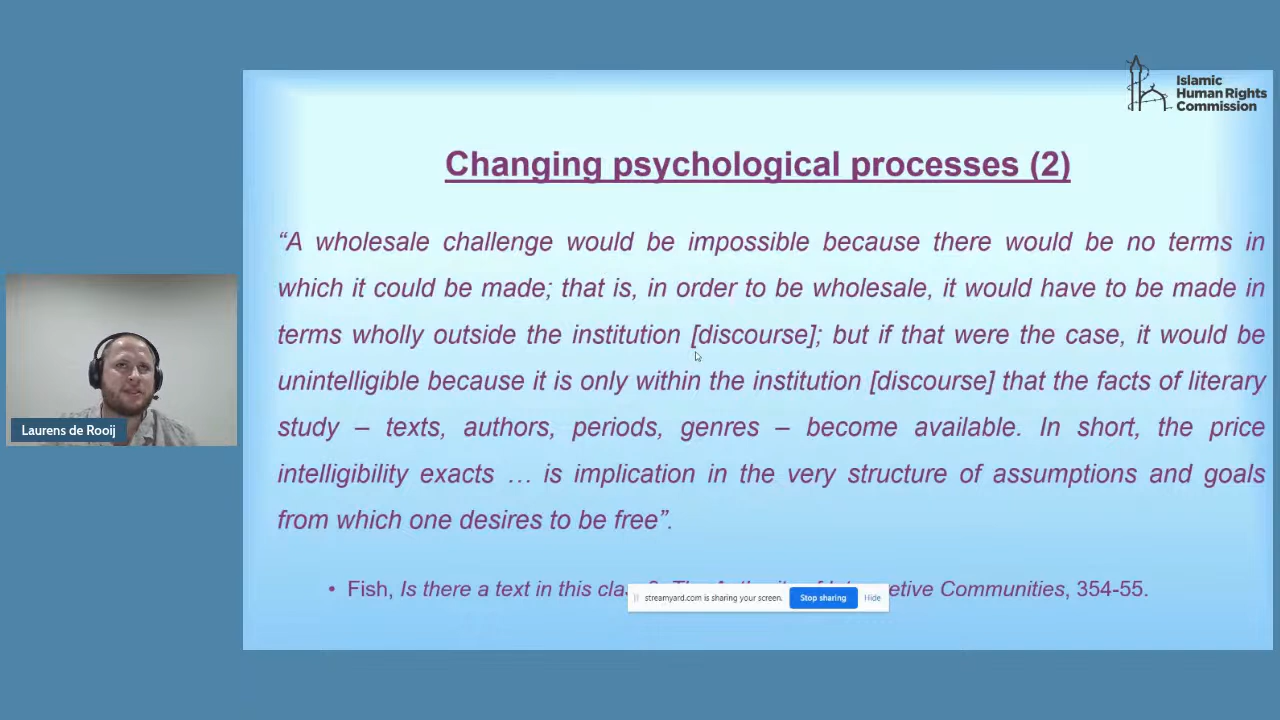 Islamic
Human Rights
Commission
Changing psychological processes (2)
“A wholesale challenge would be impossible because there would be no terms in
which it could be made; that is, in order to be wholesale, it would have to be made in
terms wholly outside the institution [discourse]; but if that were the case, it would be
unintelligible because it is only within the institution [discourse] that the facts of literary
study – texts, authors, periods, genres – become available. In short, the price
intelligibility exacts … is implication in the very structure of assumptions and goals
from which one desires to be free”.
• Fish, Is there a text in this Communities, 354-55.
streamyard.com is sharing your screen. Stop sharing Hide
Laurens de Rooij